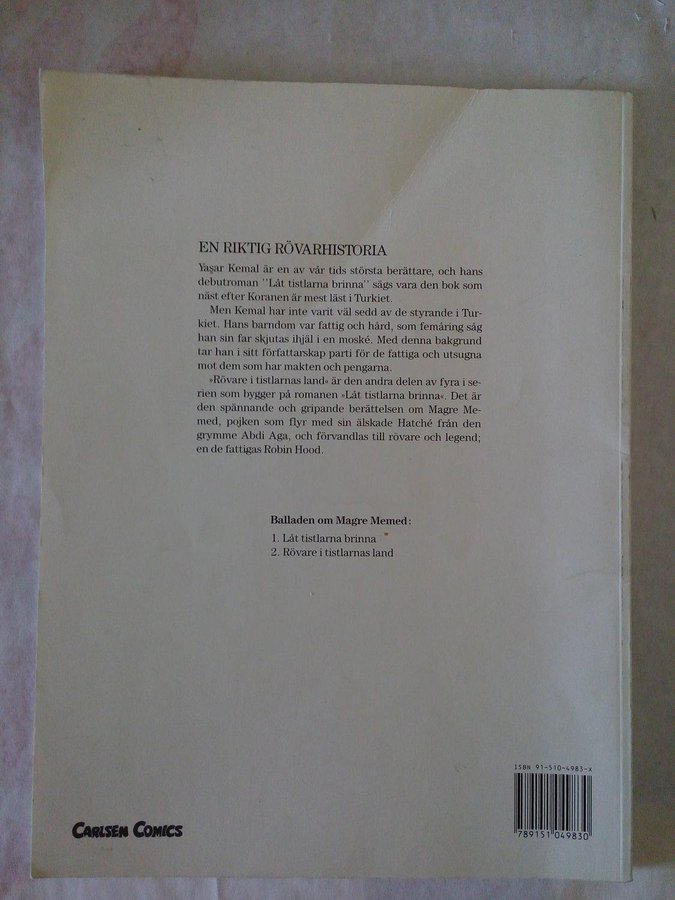 EN RIKTIG RÖVARHISTORIA
Yaşar Kemal är en av vår tids största berättare, och hans
debutroman "Låt tistlarna brinna" sägs vara den bok som
näst efter Koranen är mest läst i Turkiet.
Men Kemal har inte varit väl sedd av de styrande i Tur-
kiet. Hans barndom var fattig och hård, som femåring såg
han sin far skjutas ihjäl i en moské. Med denna bakgrund
tar han i sitt författarskap parti för de fattiga och utsugna
mot dem som har makten och pengarna.
»Rövare i tistlarnas land« är den andra delen av fyra i se-
rien som bygger på romanen »Låt tistlarna brinna«. Det är
den spännande och gripande berättelsen om Magre Me-
med, pojken som flyr med sin älskade Hatché från den
grymme Abdi Aga, och förvandlas till rövare och legend;
en de fattigas Robin Hood.
Balladen om Magre Memed:
1. Låt tistlarna brinna
2. Rövare i tistlarnas land
ISBN 91-510-4983-X
789151 049830
CARLSEN COMICS